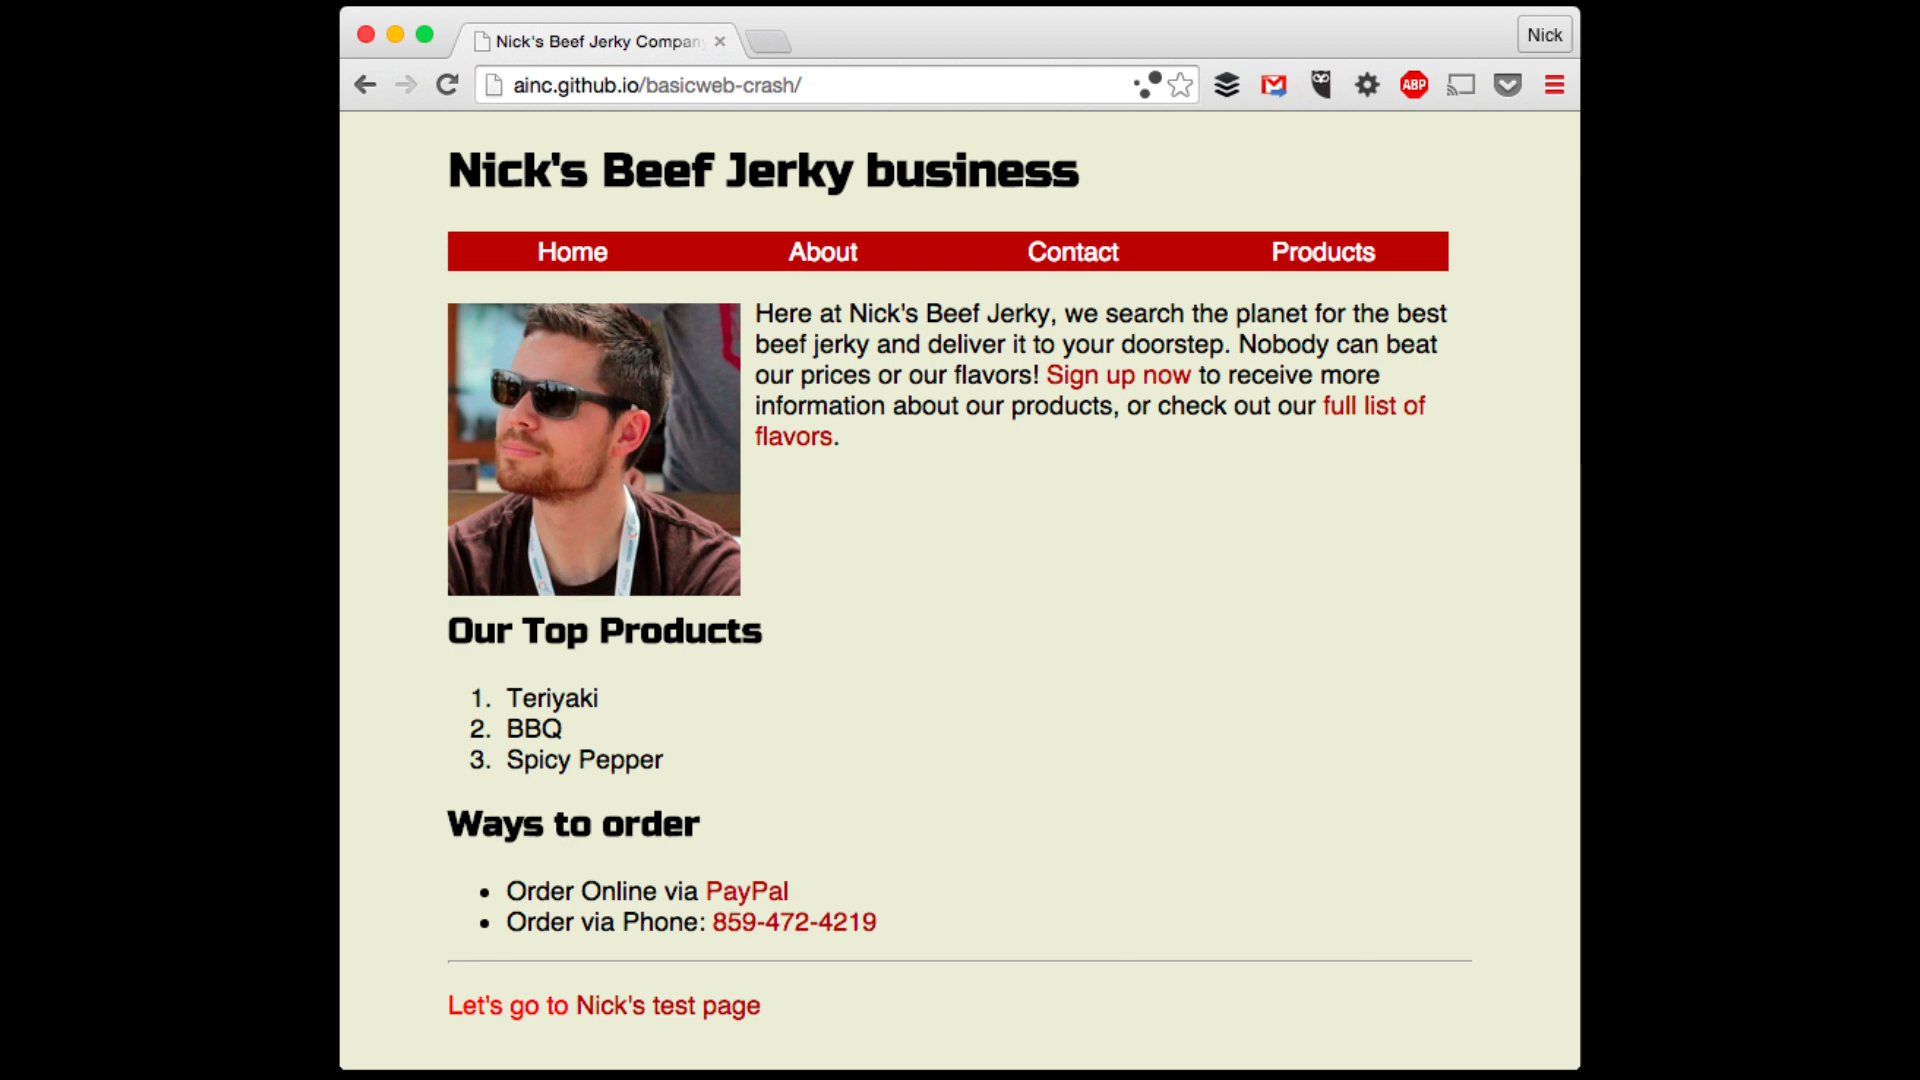 Nick's Beef Jerky Compan
Nick
ainc.github.io/basicweb-crash/
ABP
Nick's Beef Jerky business
Home About Contact Products
Here at Nick's Beef Jerky, we search the planet for the best
beef jerky and deliver it to your doorstep. Nobody can beat
our prices or our flavors! Sign up now to receive more
information about our products, or check out our full list of
flavors.
Our Top Products
1. Teriyaki
2. BBQ
3. Spicy Pepper
Ways to order
• Order Online via PayPal
• Order via Phone: 859-472-4219
Let's go to Nick's test page